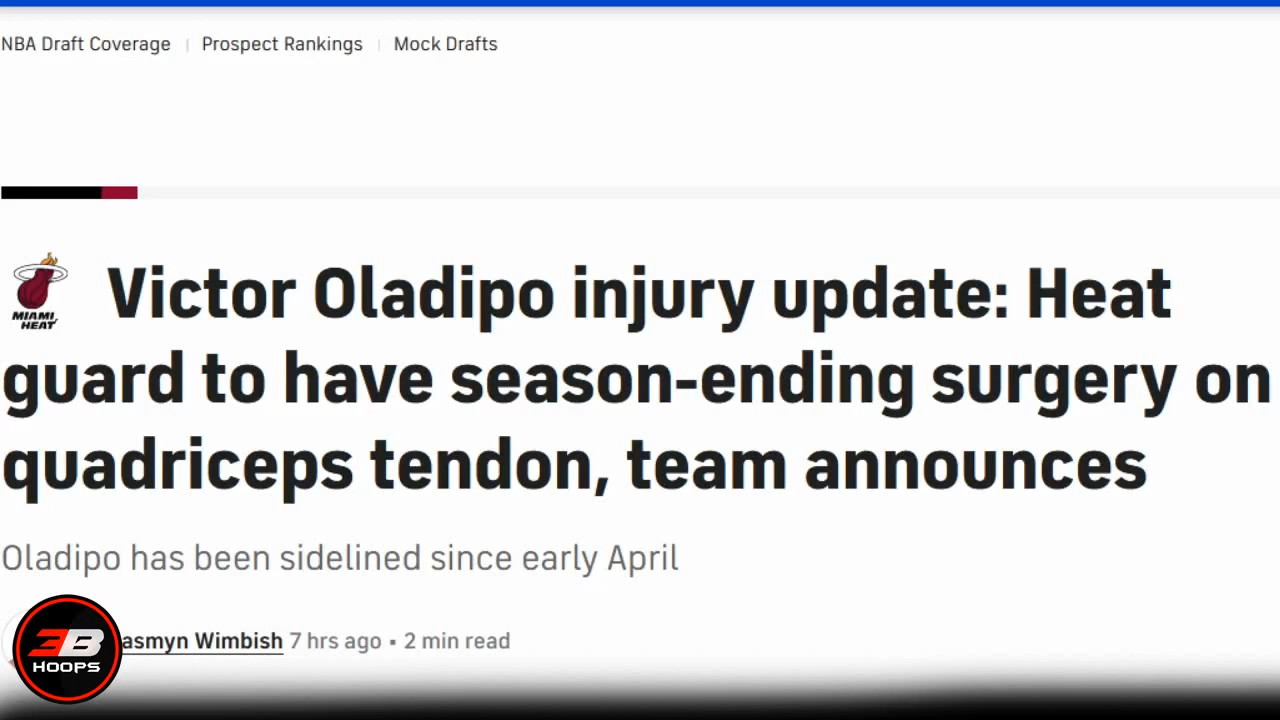 NBA Draft Coverage | Prospect Rankings | Mock Drafts
MIAMI
HEAT
Victor Oladipo injury update: Heat
guard to have season-ending surgery on
quadriceps tendon, team announces
Oladipo has been sidelined since early April
asmyn Wimbish 7 hrs ago • 2 min read
3B
HOOPS